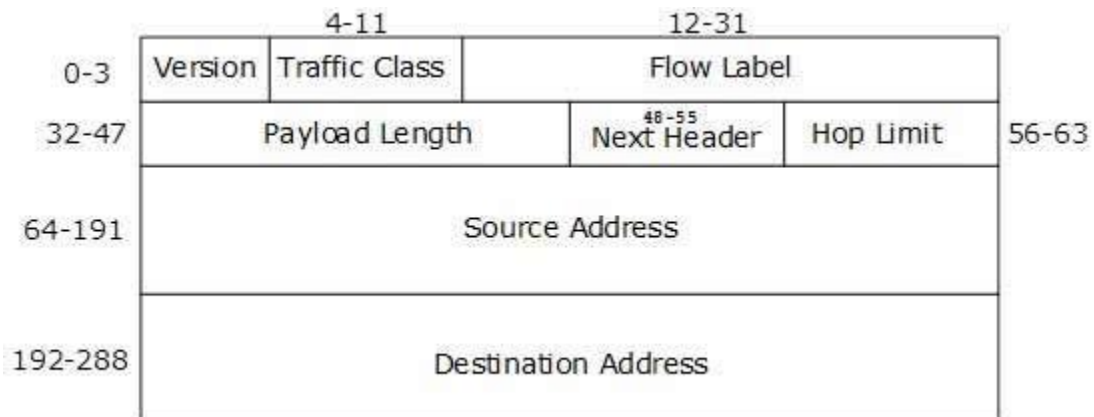 4-11 12-31
0-3 Version Traffic Class Flow Label
48-55
32-47 Payload Length Next Header Hop Limit 56-63
64-191 Source Address
192-288 Destination Address